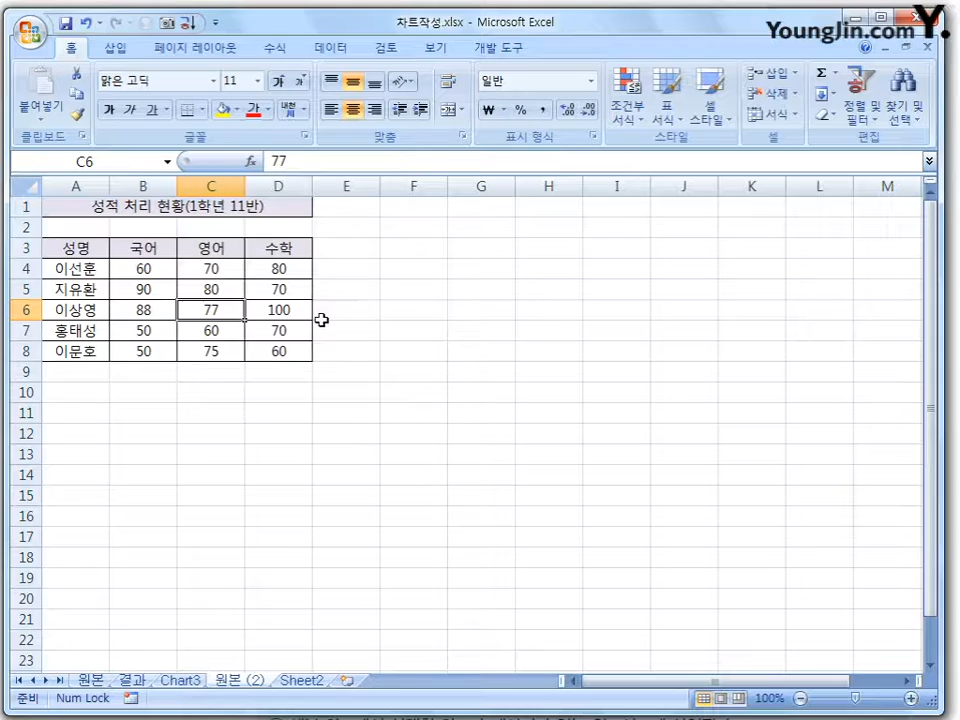 차트작성.xlsx - Microsoft Excel
YoungJin.com Y.
홈 삽입 페이지 레이아웃 수식 데이터 검토 보기 개발 도구
붙여넣기
맑은 고딕 11 가 가
가 가 가 가 내천
일반
₩ % ,
조건부 서식
표 서식
셀 스타일
삽입
삭제
서식
Σ
정렬 및 필터
찾기 및 선택
클립보드 글꼴 맞춤 표시 형식 스타일 셀 편집
C6 fx 77
A B C D E F G H I J K L M
1 성적 처리 현황(1학년 11반)
2
3 성명 국어 영어 수학
4 이선훈 60 70 80
5 지유환 90 80 70
6 이상영 88 77 100
7 홍태성 50 60 70
8 이문호 50 75 60
9
10
11
12
13
14
15
16
17
18
19
20
21
22
23
원본 결과 Chart3 원본 (2) Sheet2
준비 Num Lock 100%